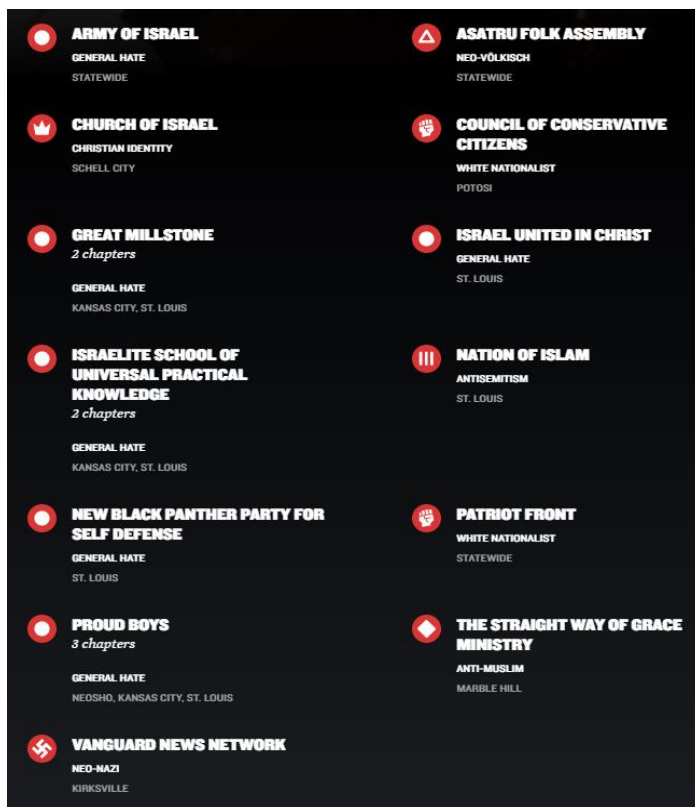 ARMY OF ISRAEL
GENERAL HATE
STATEWIDE
ASATRU FOLK ASSEMBLY
NEO-VÖLKISCH
STATEWIDE
CHURCH OF ISRAEL
CHRISTIAN IDENTITY
SCHELL CITY
COUNCIL OF CONSERVATIVE
CITIZENS
WHITE NATIONALIST
POTOSI
GREAT MILLSTONE
2 chapters
GENERAL HATE
KANSAS CITY, ST. LOUIS
ISRAEL UNITED IN CHRIST
GENERAL HATE
ST. LOUIS
ISRAELITE SCHOOL OF
UNIVERSAL PRACTICAL
KNOWLEDGE
2 chapters
GENERAL HATE
KANSAS CITY, ST. LOUIS
NATION OF ISLAM
ANTISEMITISM
ST. LOUIS
NEW BLACK PANTHER PARTY FOR
SELF DEFENSE
GENERAL HATE
ST. LOUIS
PATRIOT FRONT
WHITE NATIONALIST
STATEWIDE
PROUD BOYS
3 chapters
GENERAL HATE
NEOSHO, KANSAS CITY, ST. LOUIS
THE STRAIGHT WAY OF GRACE
MINISTRY
ANTI-MUSLIM
MARBLE HILL
VANGUARD NEWS NETWORK
NEO-NAZI
KIRKSVILLE